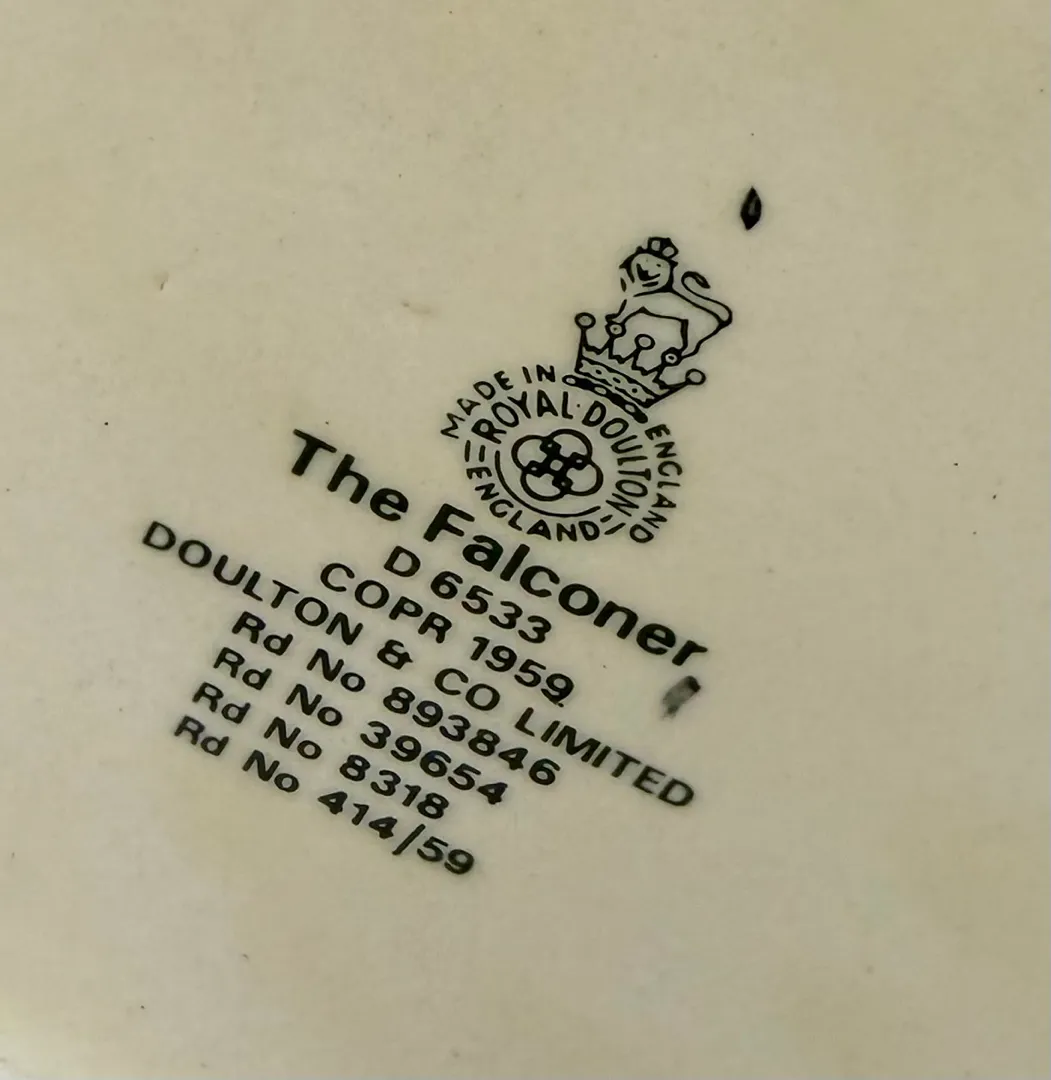 MADE IN ENGLAND
ROYAL DOULTON
ENGLAND
The Falconer
D 6533
COPR 1959
DOULTON & CO LIMITED
Rd No 893846
Rd No 39654
Rd No 8318
Rd No 414/59